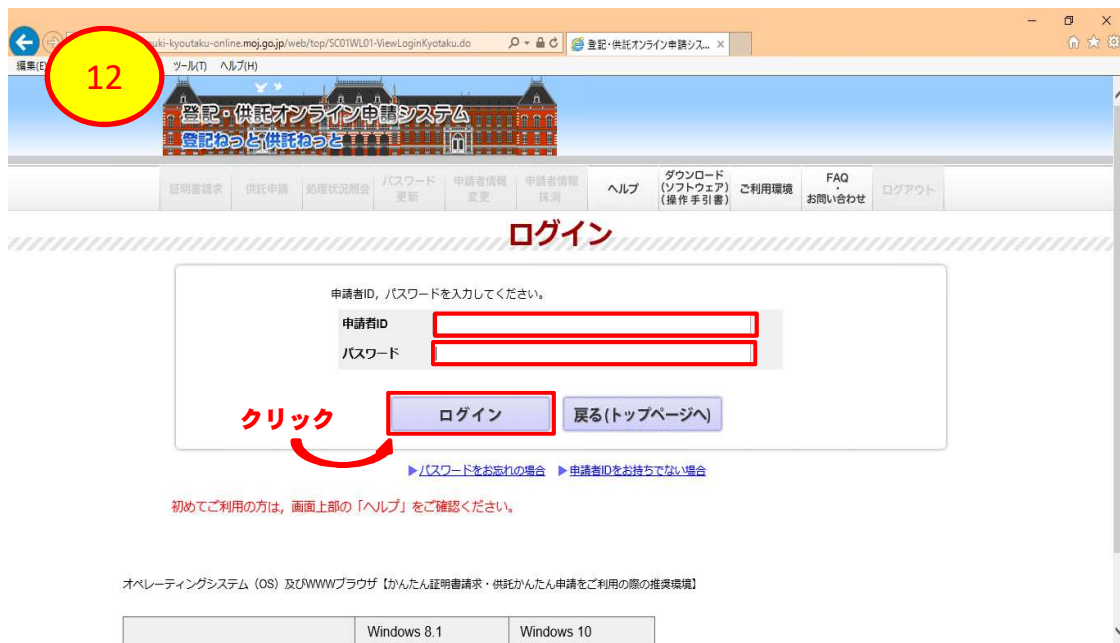 uki-kyoutaku-online.moj.go.jp/web/top/SC01WL01-ViewLoginKyotaku.do
登記・供託オンライン申請シス...
編集(E)
ツール(T) ヘルプ(H)
12
登記・供託オンライン申請システム
登記ねっと 供託ねっと
証明書請求 供託申請 処理状況照会 パスワード更新 申請者情報変更 申請者情報抹消 ヘルプ ダウンロード(ソフトウェア)(操作手引書) ご利用環境 FAQ・お問い合わせ ログアウト
ログイン
申請者ID，パスワードを入力してください。
申請者ID
パスワード
クリック
ログイン 戻る(トップページへ)
▶パスワードをお忘れの場合 ▶申請者IDをお持ちでない場合
初めてご利用の方は，画面上部の「ヘルプ」をご確認ください。
オペレーティングシステム（OS）及びWWWブラウザ【かんたん証明書請求・供託かんたん申請をご利用の際の推奨環境】
Windows 8.1 Windows 10